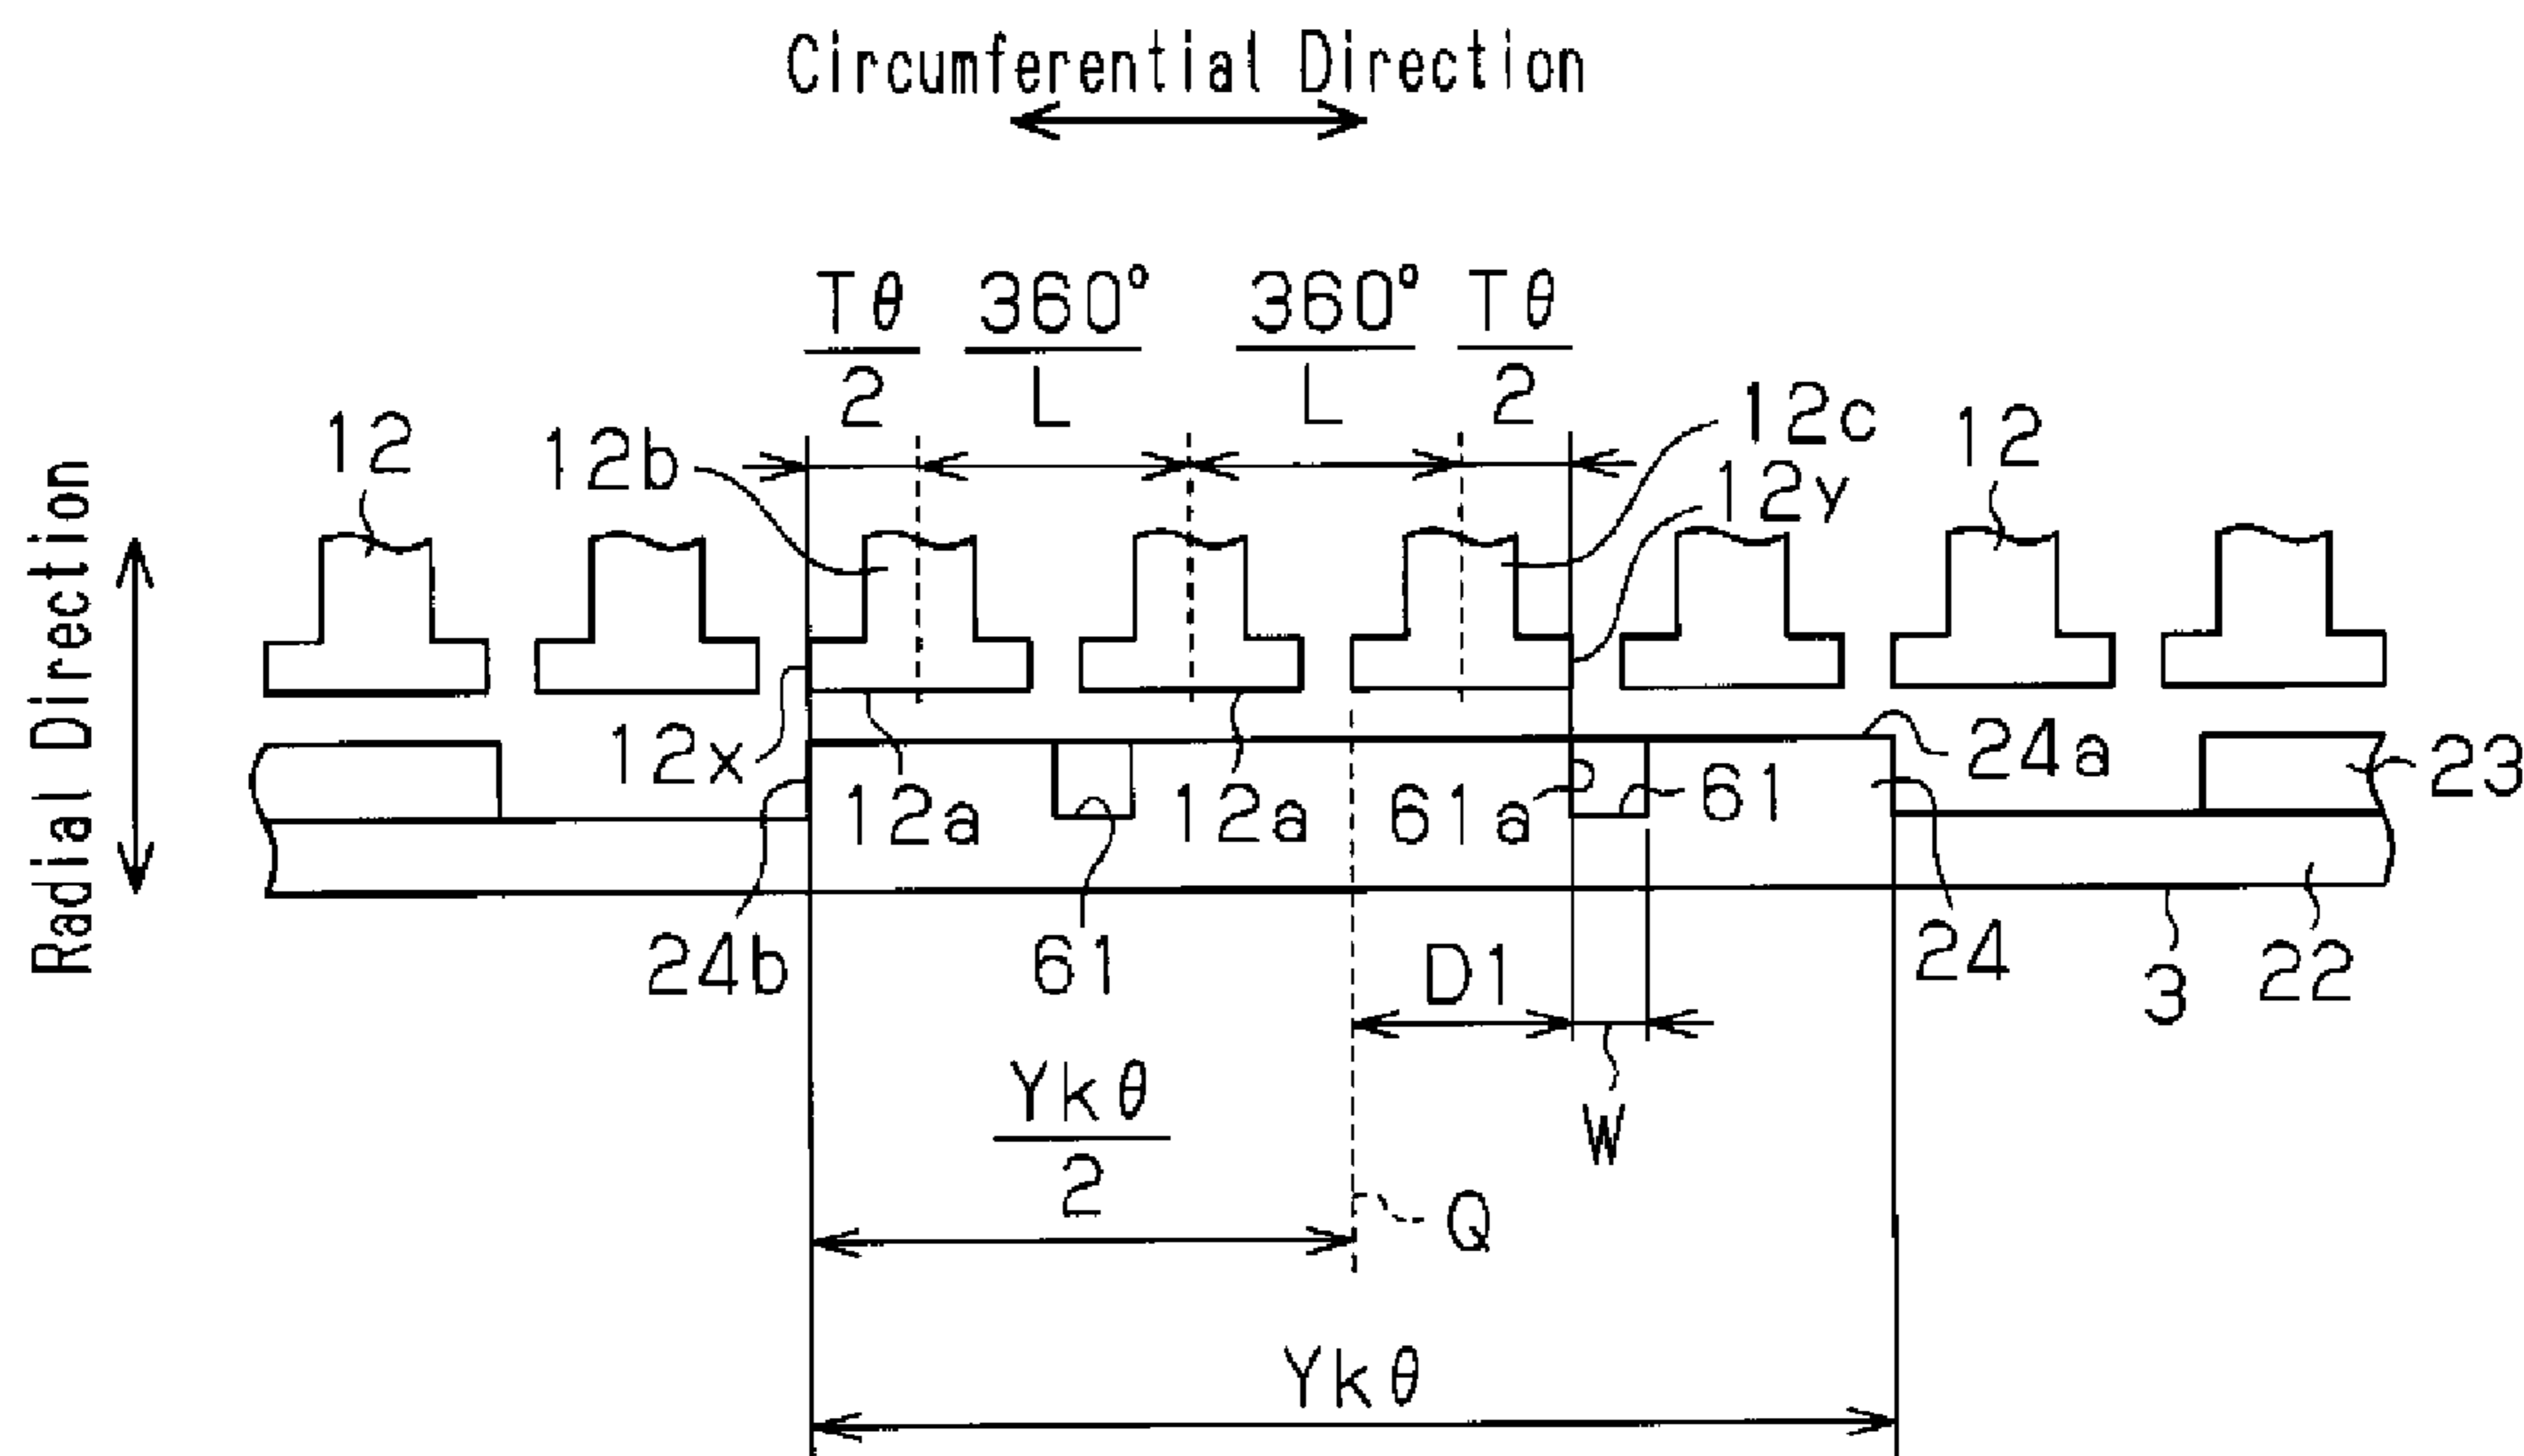 Circumferential Direction
Tθ/2 360°/L 360°/L Tθ/2
12 12b 12c 12
12y
Radial Direction
12x 12a 12a 61a 61 24a 23
24b 61 D1 24 3 22
W
Ykθ/2
Q
Ykθ